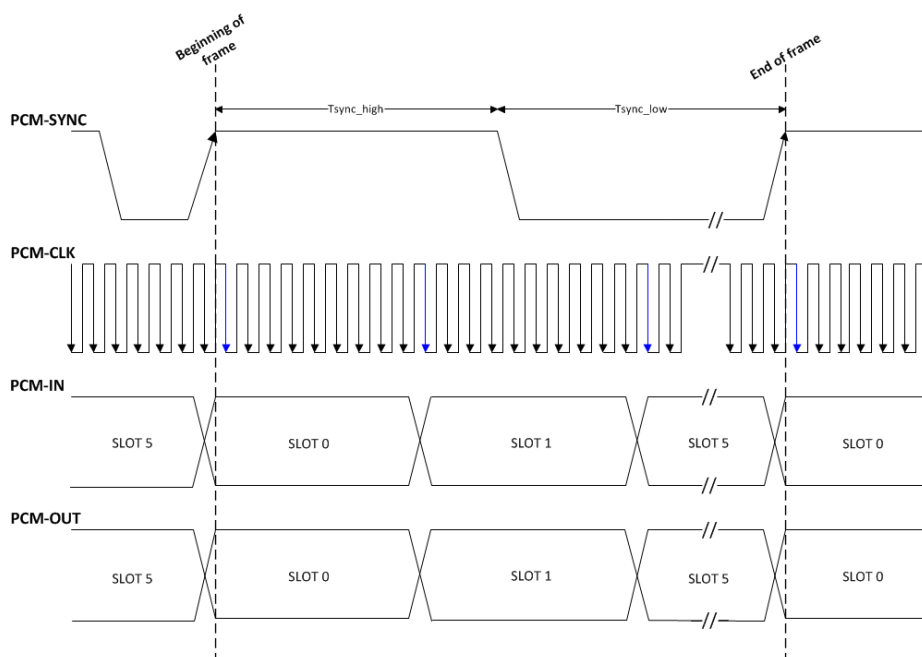 Beginning of
frame
End of frame
Tsync_high
Tsync_low
PCM-SYNC
//
PCM-CLK
//
PCM-IN
//
SLOT 5
SLOT 0
SLOT 1
SLOT 5
SLOT 0
//
PCM-OUT
//
SLOT 5
SLOT 0
SLOT 1
SLOT 5
SLOT 0
//